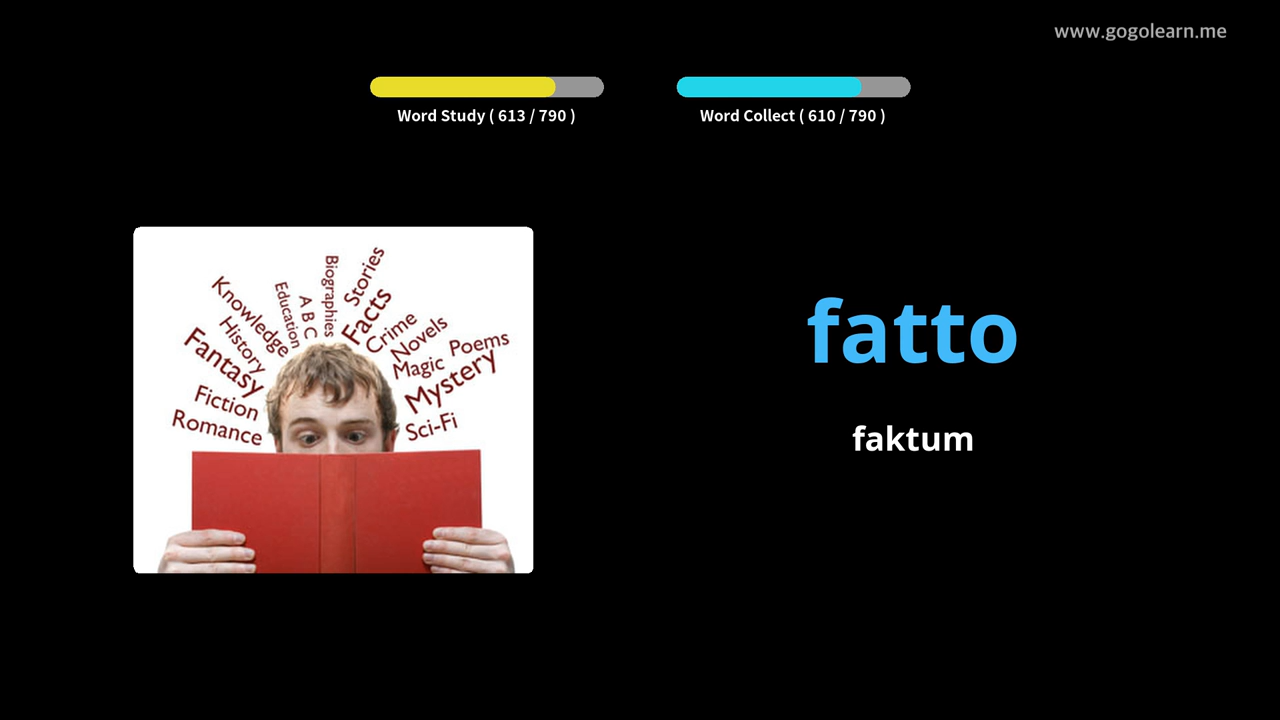 www.gogolearn.me
Word Study ( 613 / 790 )
Word Collect ( 610 / 790 )
Biographies
Stories
Facts
A B C
Education
Knowledge
History
Fantasy
Fiction
Romance
Crime
Novels
Poems
Magic
Mystery
Sci-Fi
fatto
faktum